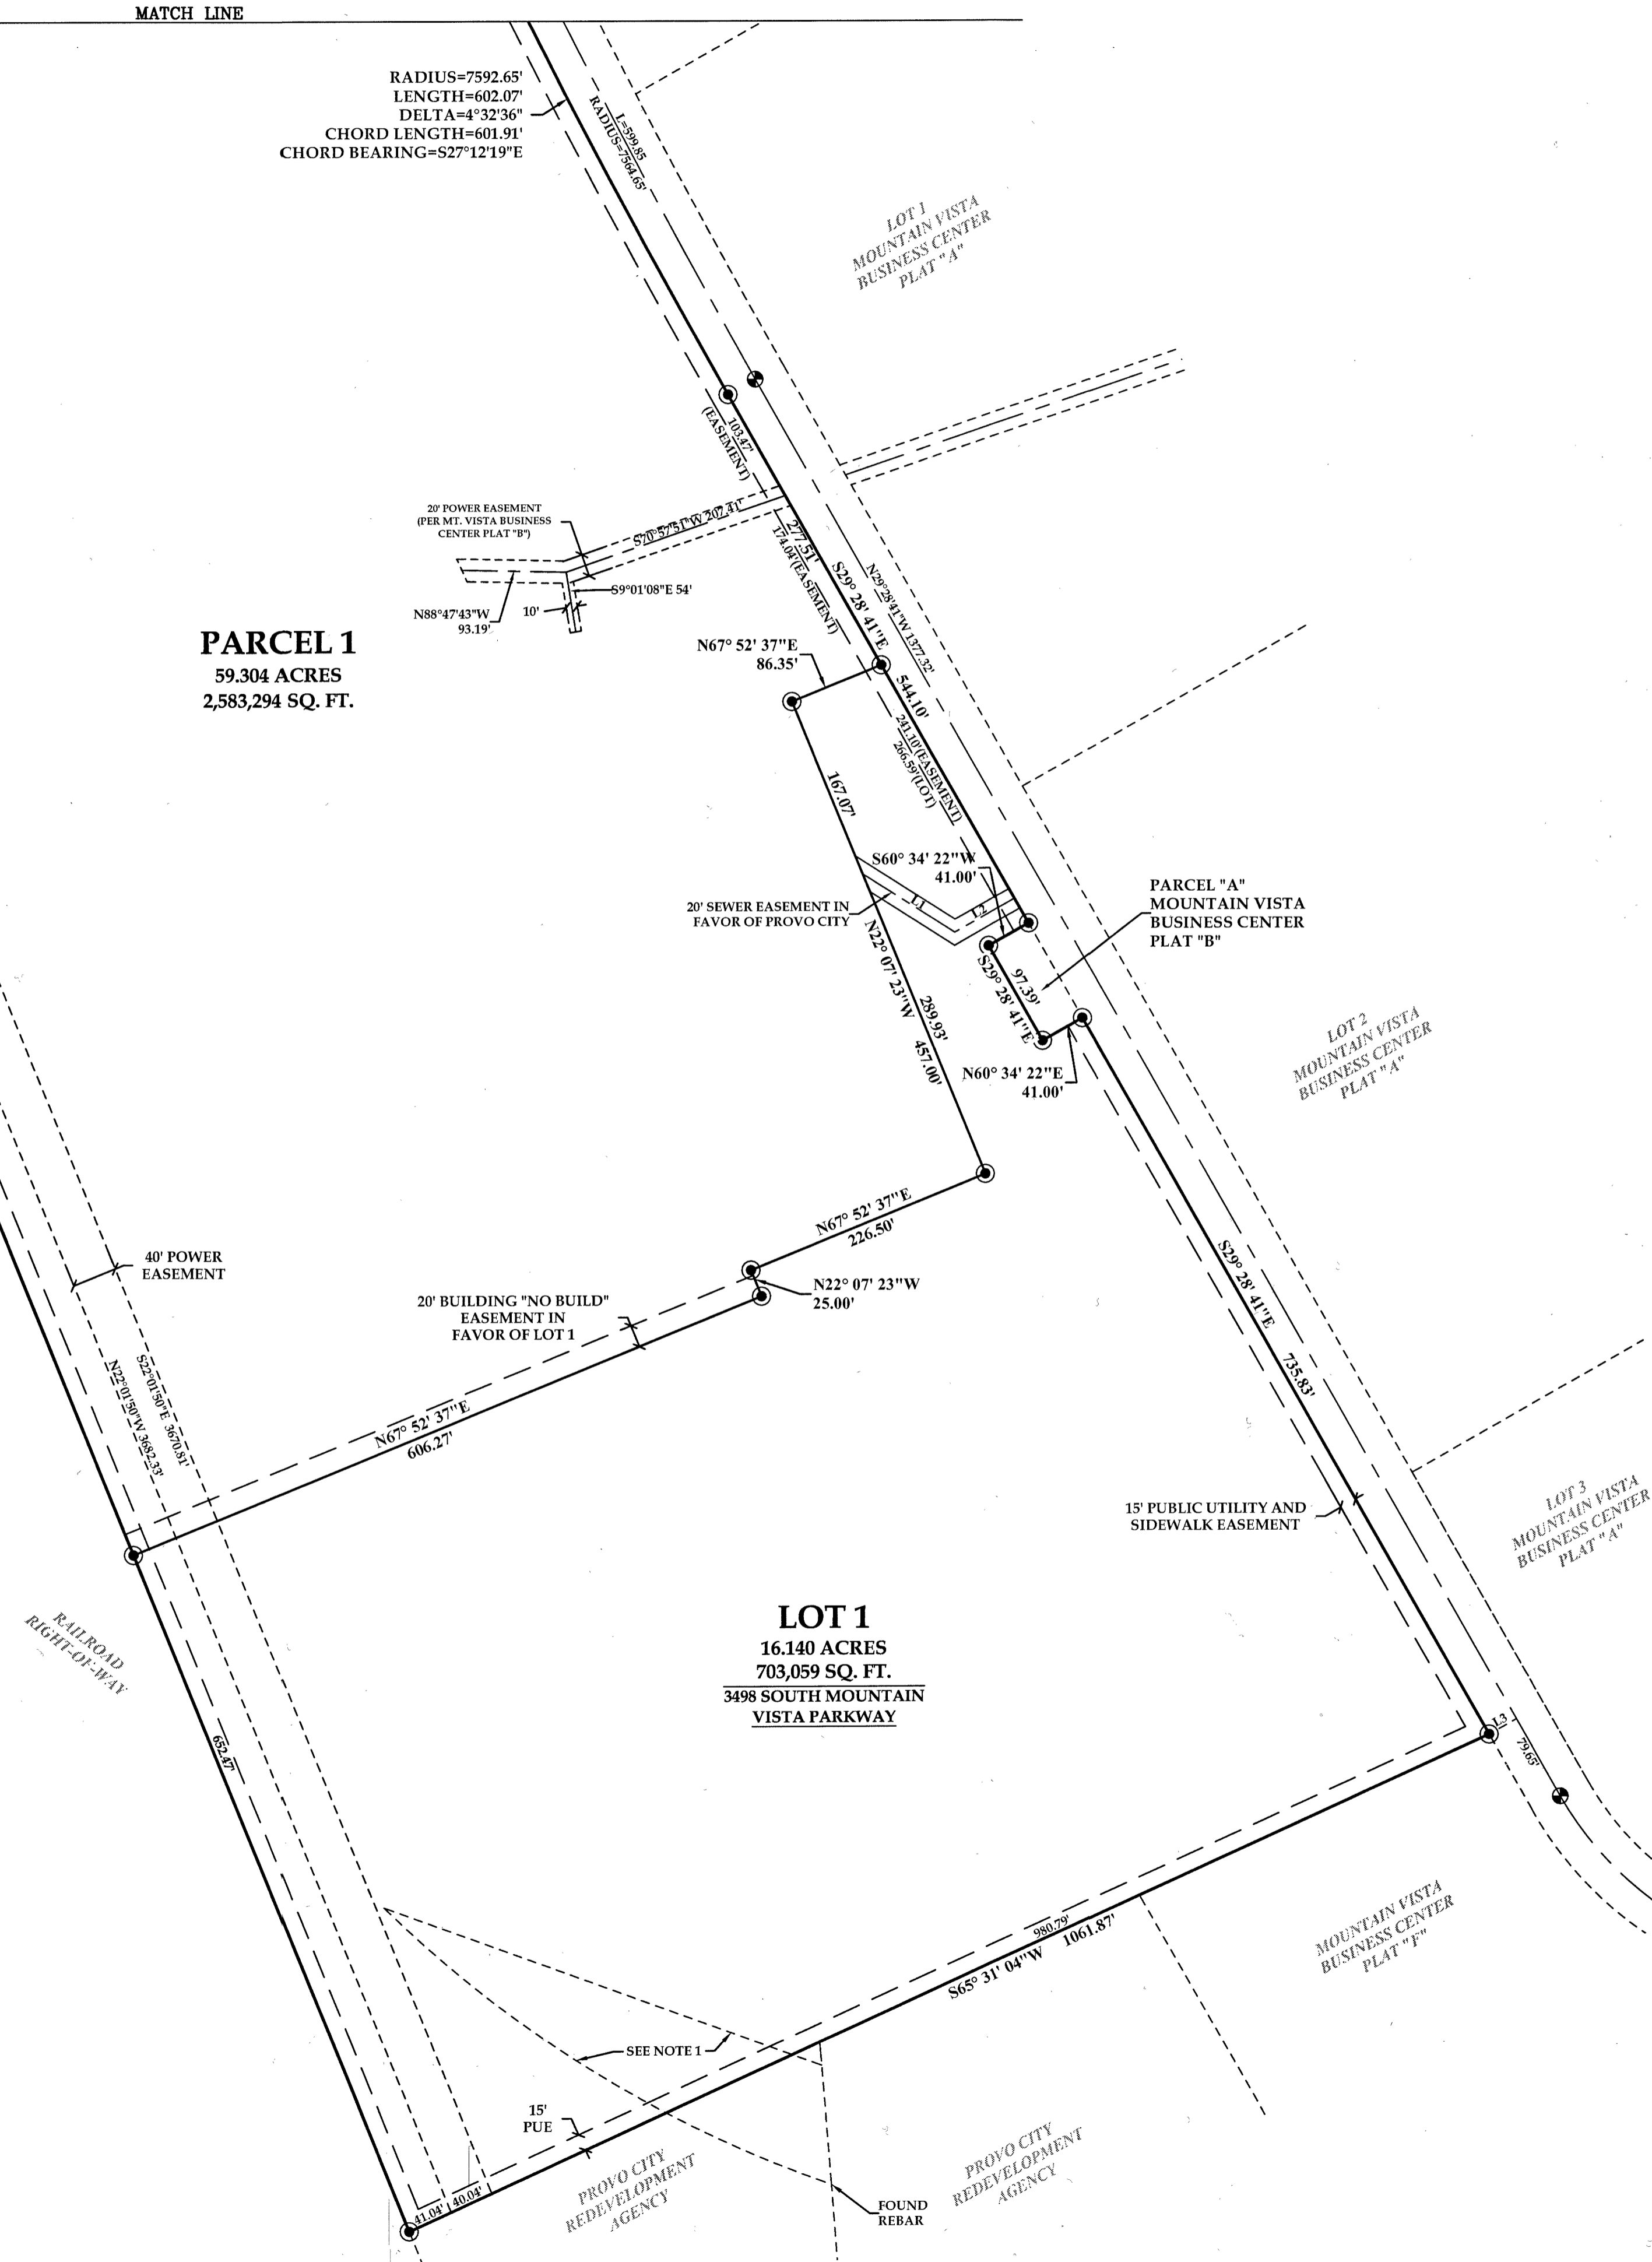 MATCH LINE
RADIUS=7592.65'
LENGTH=602.07'
DELTA=4°32'36"
CHORD LENGTH=601.91'
CHORD BEARING=S27°12'19"E
L=599.85
RADIUS=7564.65'
LOT 1
MOUNTAIN VISTA
BUSINESS CENTER
PLAT "A"
103.47'
(EASEMENT)
20' POWER EASEMENT
(PER MT. VISTA BUSINESS
CENTER PLAT "B")
S70°57'51"W 207.41'
277.51'
174.04'(EASEMENT)
S29° 28' 41"E
N29°28'41"W 1377.32'
S9°01'08"E 54'
N88°47'43"W
93.19'
10'
PARCEL 1
59.304 ACRES
2,583,294 SQ. FT.
N67° 52' 37"E
86.35'
544.10'
241.10'(EASEMENT)
266.59'(LOT)
167.07'
S60° 34' 22"W
41.00'
L1
L2
20' SEWER EASEMENT IN
FAVOR OF PROVO CITY
PARCEL "A"
MOUNTAIN VISTA
BUSINESS CENTER
PLAT "B"
97.39'
S29° 28' 41"E
N22° 07' 23"W
289.93'
457.00'
N60° 34' 22"E
41.00'
LOT 2
MOUNTAIN VISTA
BUSINESS CENTER
PLAT "A"
N67° 52' 37"E
226.50'
40' POWER
EASEMENT
N22° 07' 23"W
25.00'
20' BUILDING "NO BUILD"
EASEMENT IN
FAVOR OF LOT 1
S29° 28' 41"E
735.83'
N22°01'50"W 3682.33'
S22°01'50"E 3670.81'
N67° 52' 37"E
606.27'
15' PUBLIC UTILITY AND
SIDEWALK EASEMENT
LOT 3
MOUNTAIN VISTA
BUSINESS CENTER
PLAT "A"
LOT 1
16.140 ACRES
703,059 SQ. FT.
3498 SOUTH MOUNTAIN
VISTA PARKWAY
RAILROAD
RIGHT-OF-WAY
652.47'
L3
79.65'
MOUNTAIN VISTA
BUSINESS CENTER
PLAT "F"
980.79'
S65° 31' 04"W 1061.87'
SEE NOTE 1
15'
PUE
41.04'
40.04'
PROVO CITY
REDEVELOPMENT
AGENCY
PROVO CITY
REDEVELOPMENT
AGENCY
FOUND
REBAR